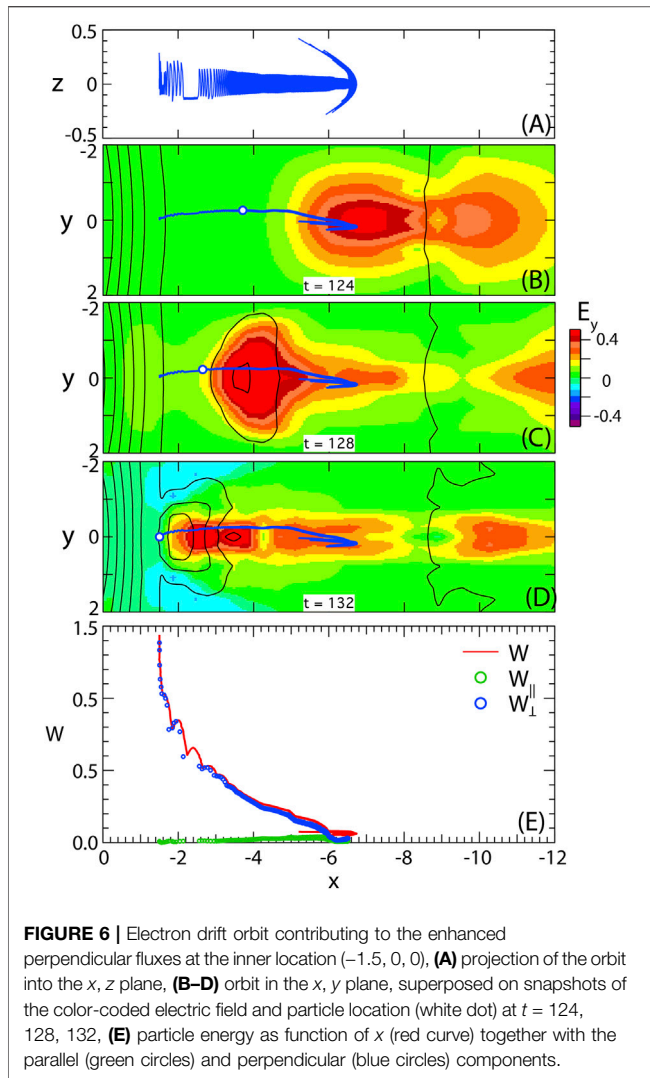 0.5
z 0
-0.5
(A)
-2
y 0
2
t = 124
(B)
-2
y 0
2
t = 128
(C)
E_y
0.4
0
-0.4
-2
y 0
2
t = 132
(D)
1.5
0.5
W
0.0
W
W_||
W_⊥
(E)
0 -2 -4 -6 -8 -10 -12
x
FIGURE 6 | Electron drift orbit contributing to the enhanced
perpendicular fluxes at the inner location (−1.5, 0, 0), (A) projection of the orbit
into the x, z plane, (B–D) orbit in the x, y plane, superposed on snapshots of
the color-coded electric field and particle location (white dot) at t = 124,
128, 132, (E) particle energy as function of x (red curve) together with the
parallel (green circles) and perpendicular (blue circles) components.